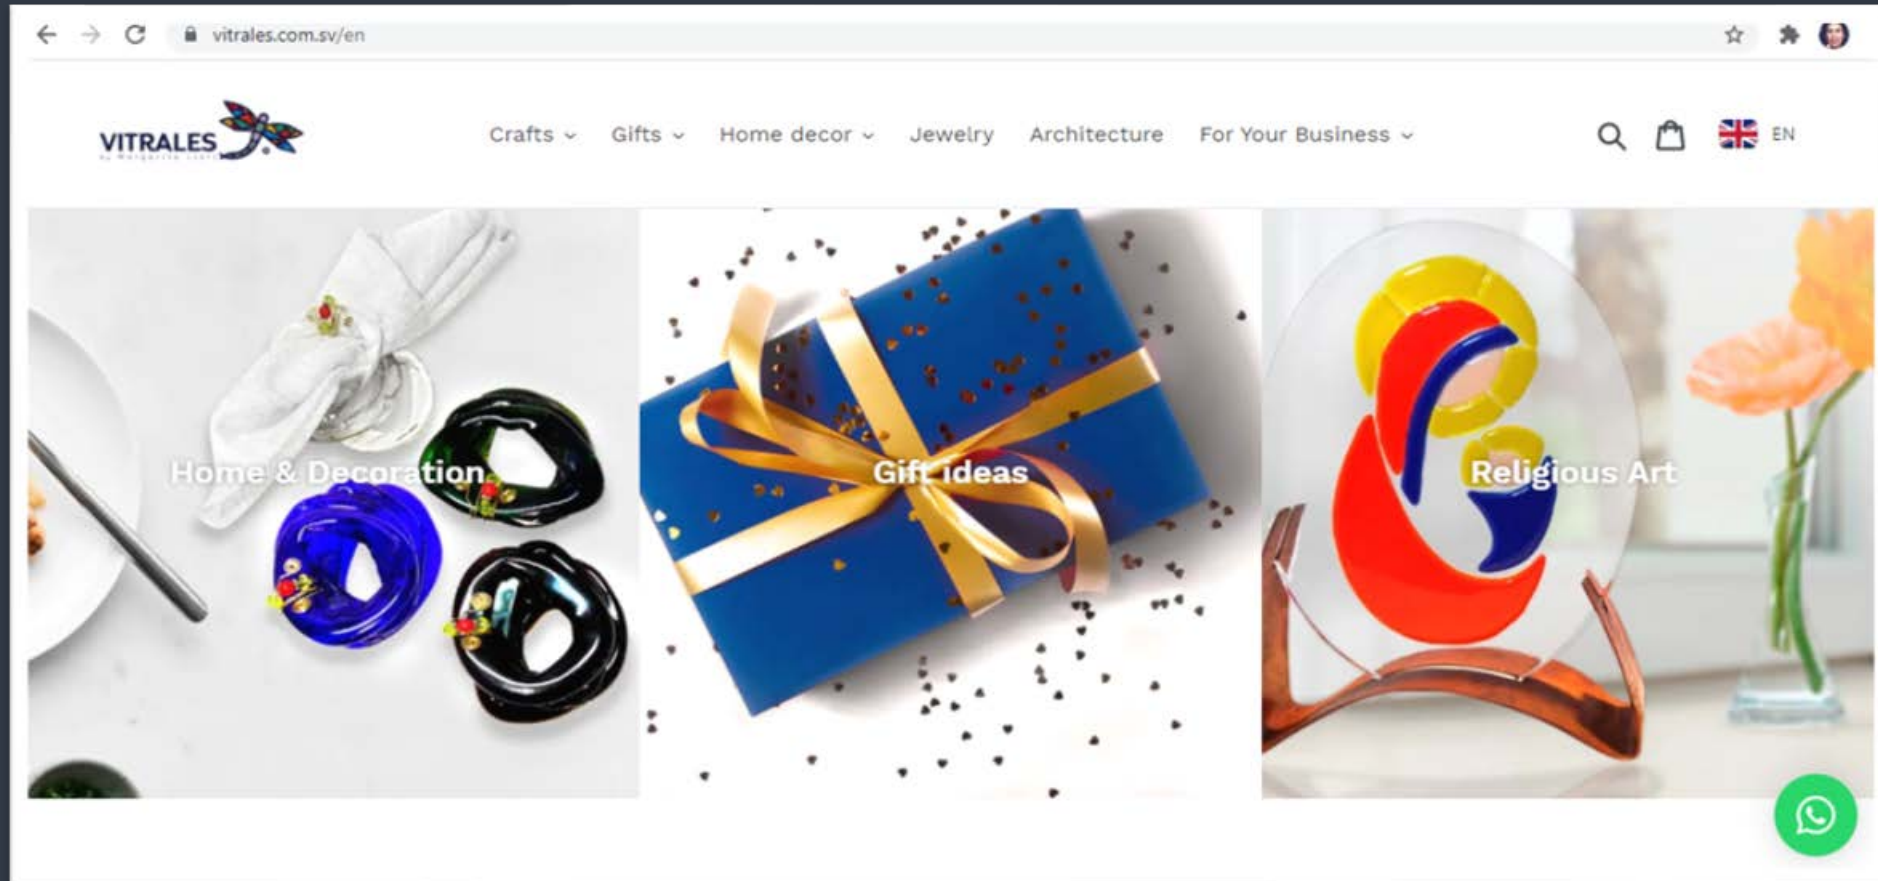 vitrales.com.sv/en
VITRALES
Crafts
Gifts
Home decor
Jewelry
Architecture
For Your Business
EN
Home & Decoration
Gift ideas
Religious Art